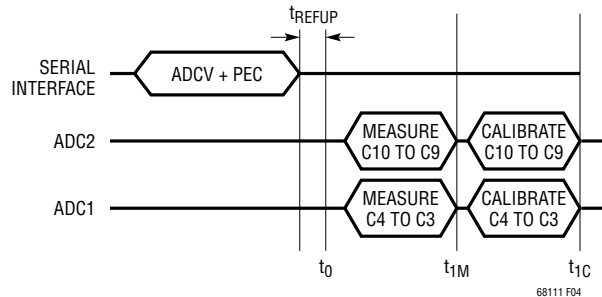 tREFUP
SERIAL
INTERFACE
ADCV + PEC
ADC2
MEASURE
C10 TO C9
CALIBRATE
C10 TO C9
ADC1
MEASURE
C4 TO C3
CALIBRATE
C4 TO C3
t0
t1M
t1C
68111 F04